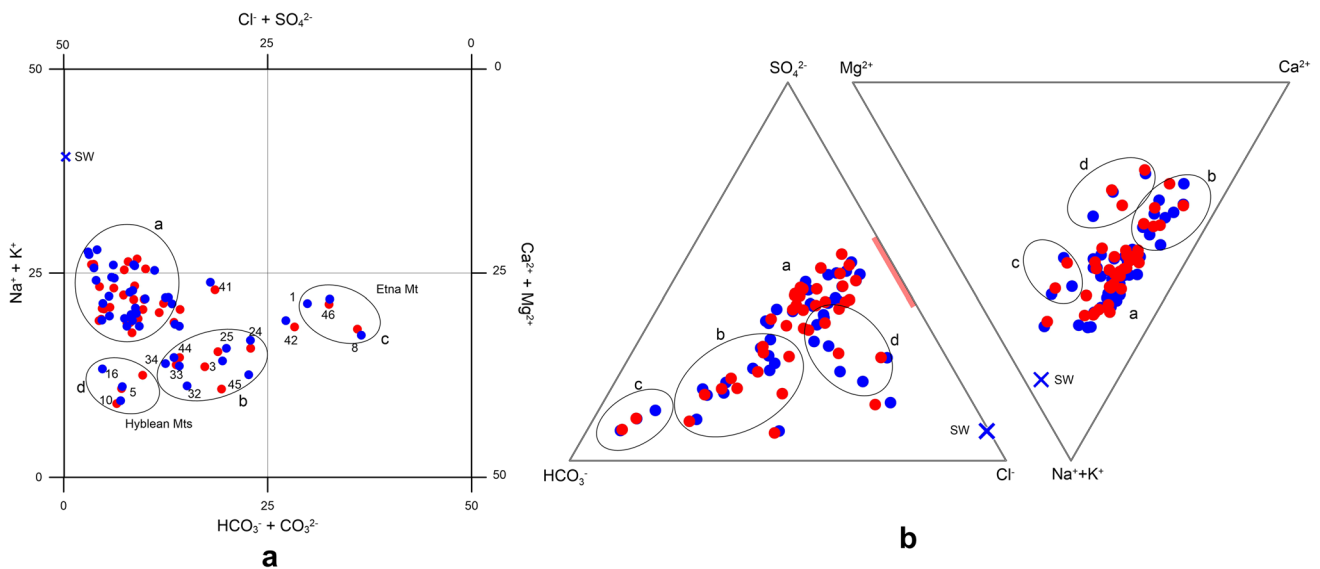 Cl⁻ + SO₄²⁻
50 25 0
50 0
SW
a
Na⁺ + K⁺
25 25
Ca²⁺ + Mg²⁺
41
1 Etna Mt
46
42 8 c
24
25
44
34
33 3
16
d 5
10 32 45 b
Hyblean Mts
0 50
0 25 50
HCO₃⁻ + CO₃²⁻
a
SO₄²⁻ Mg²⁺ Ca²⁺
d b
a c
b d a
c
SW SW
HCO₃⁻ Cl⁻ Na⁺+K⁺
b